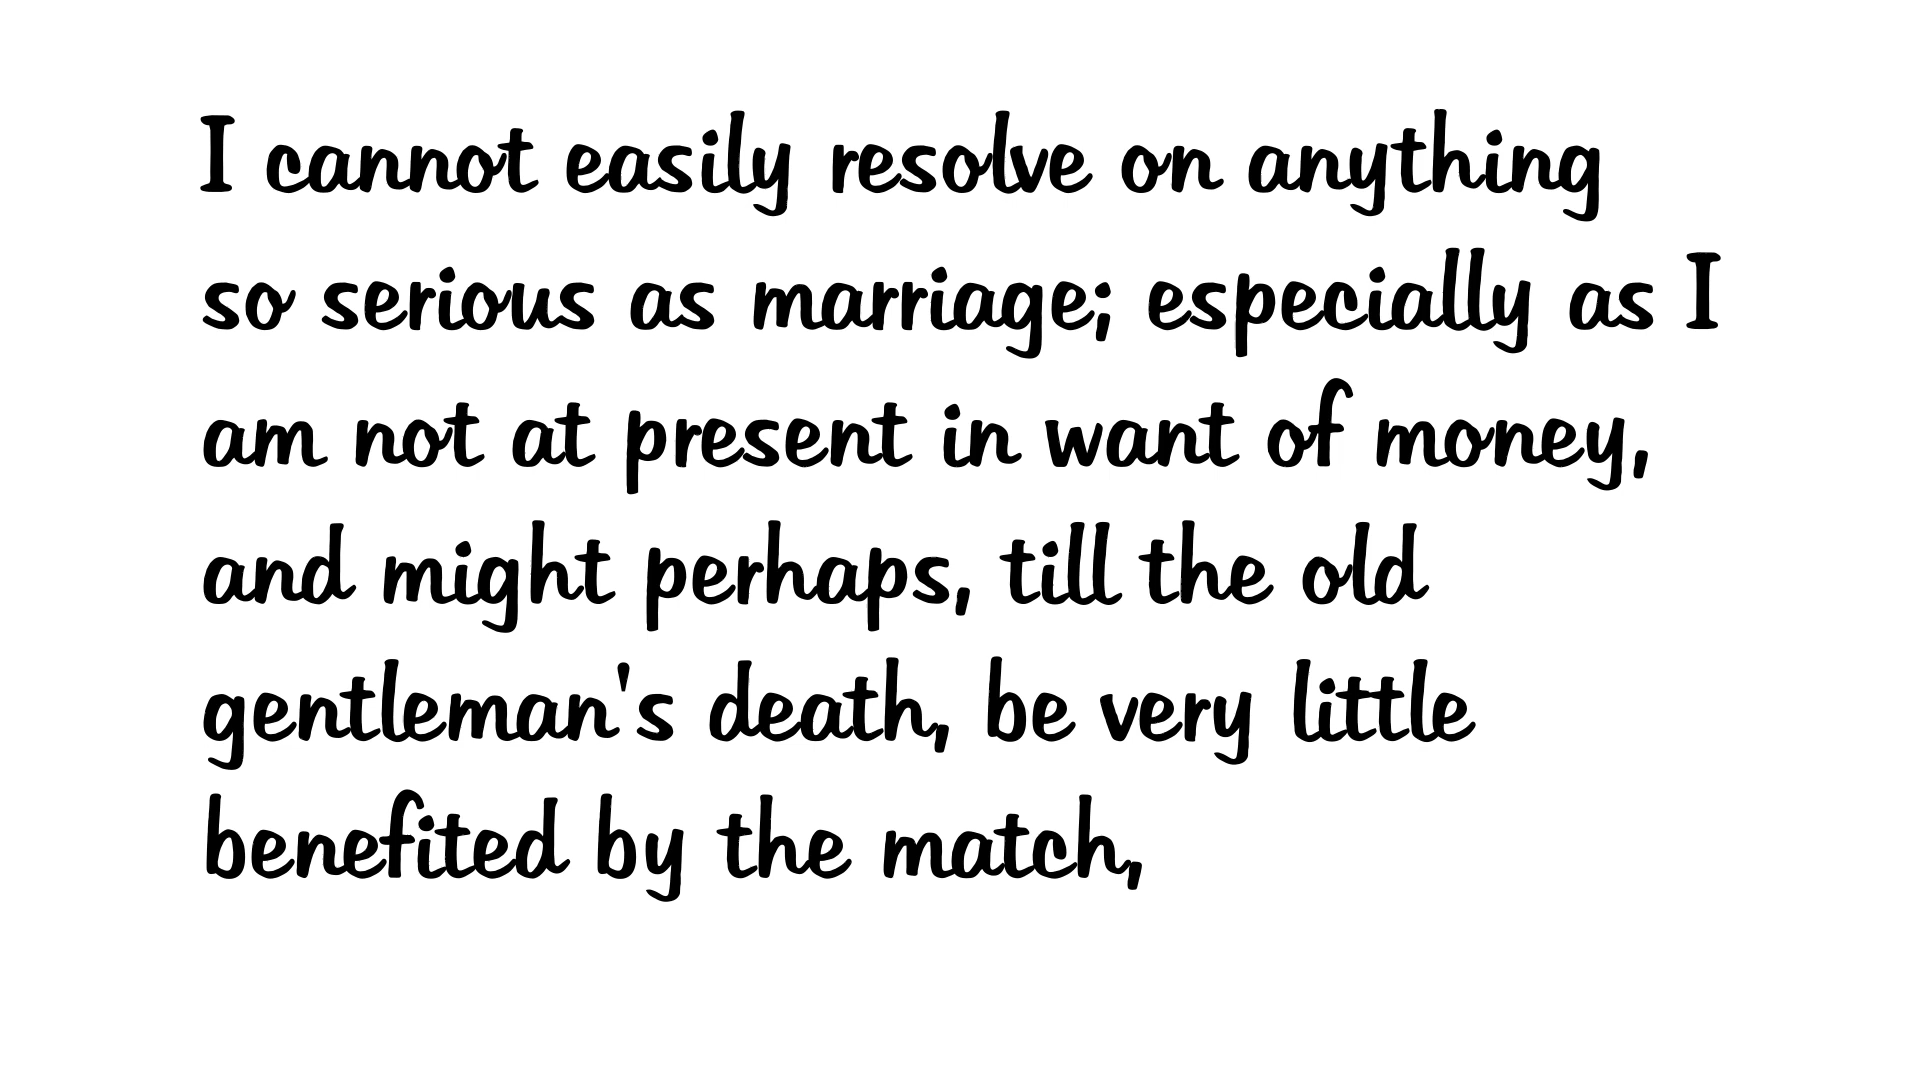 I cannot easily resolve on anything
so serious as marriage; especially as I
am not at present in want of money,
and might perhaps, till the old
gentleman's death, be very little
benefited by the match,